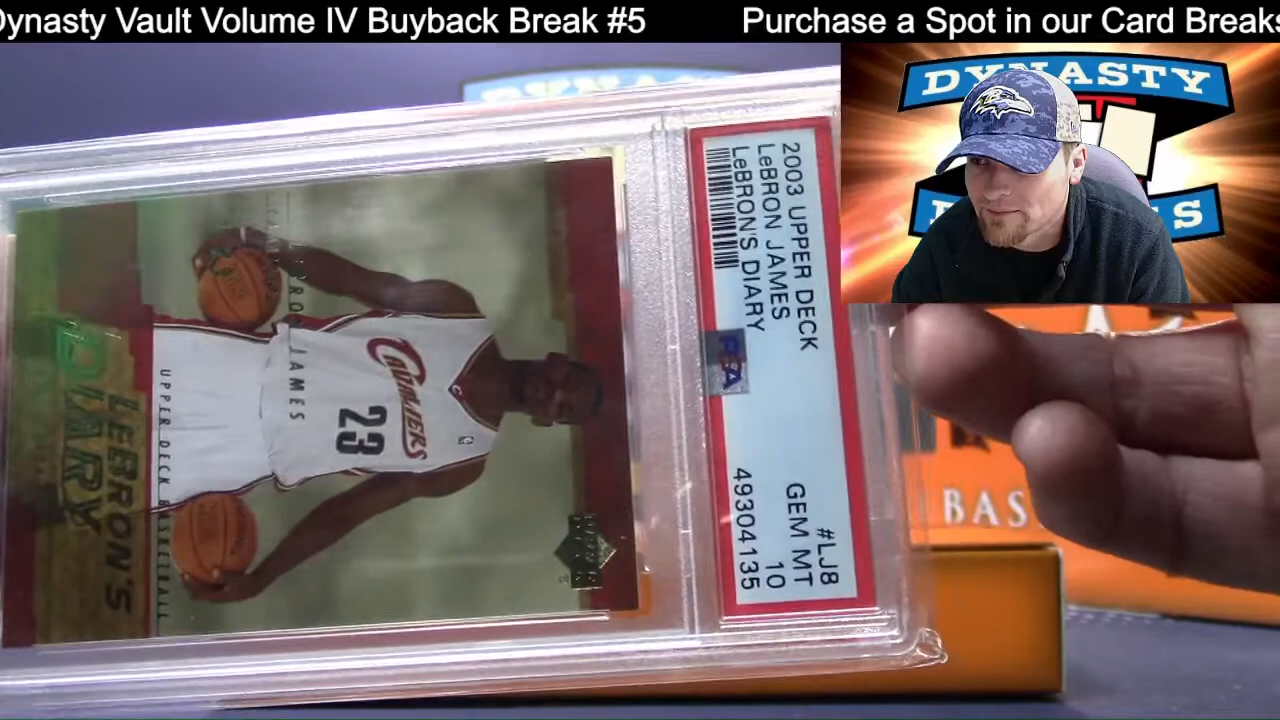 Dynasty Vault Volume IV Buyback Break #5
Purchase a Spot in our Card Breaks
DYNASTY
S
2003 UPPER DECK
LeBRON JAMES
LeBRON'S DIARY
#LJ8
GEM MT
10
49304135
PSA
JAMES
CAVALIERS
23
UPPER DECK BASKETBALL
LEBRON'S
DIARY
BAS